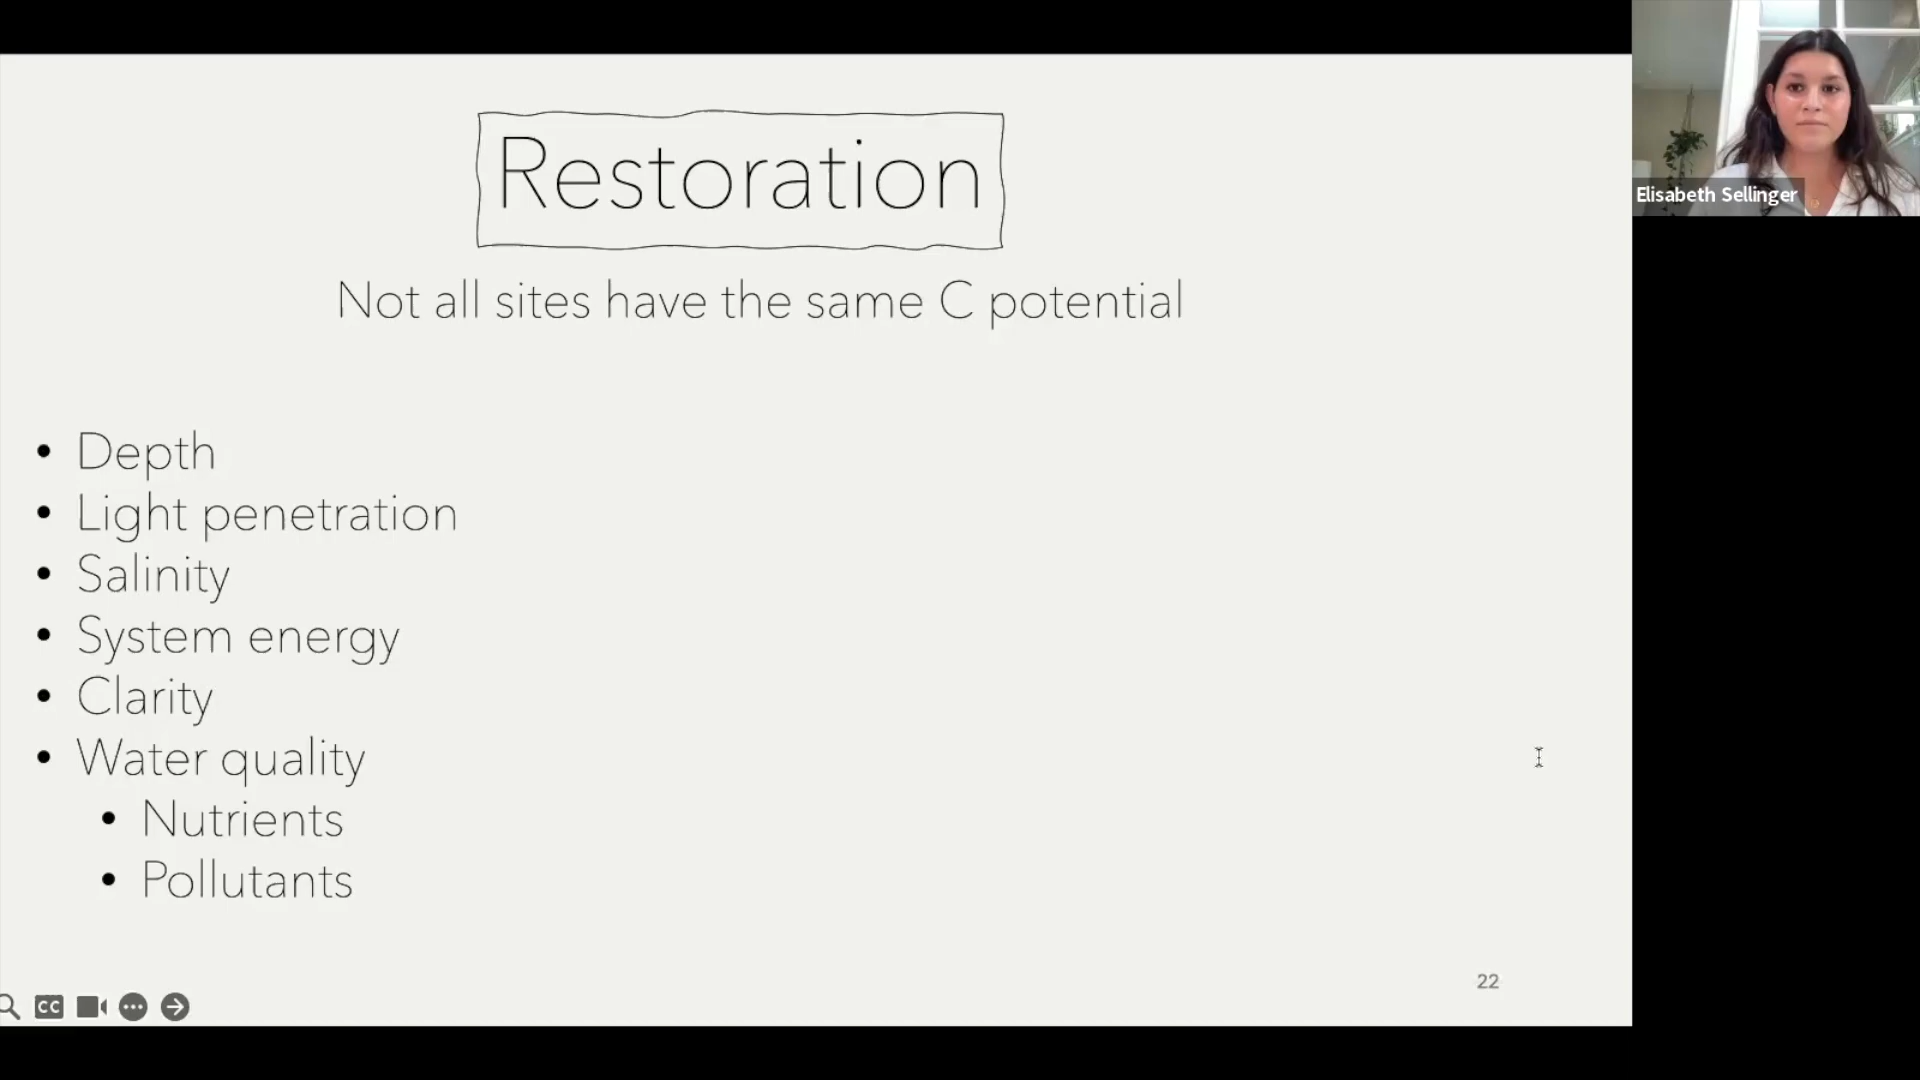 Restoration
Not all sites have the same C potential
• Depth
• Light penetration
• Salinity
• System energy
• Clarity
• Water quality
• Nutrients
• Pollutants
22
CC
Elisabeth Sellinger